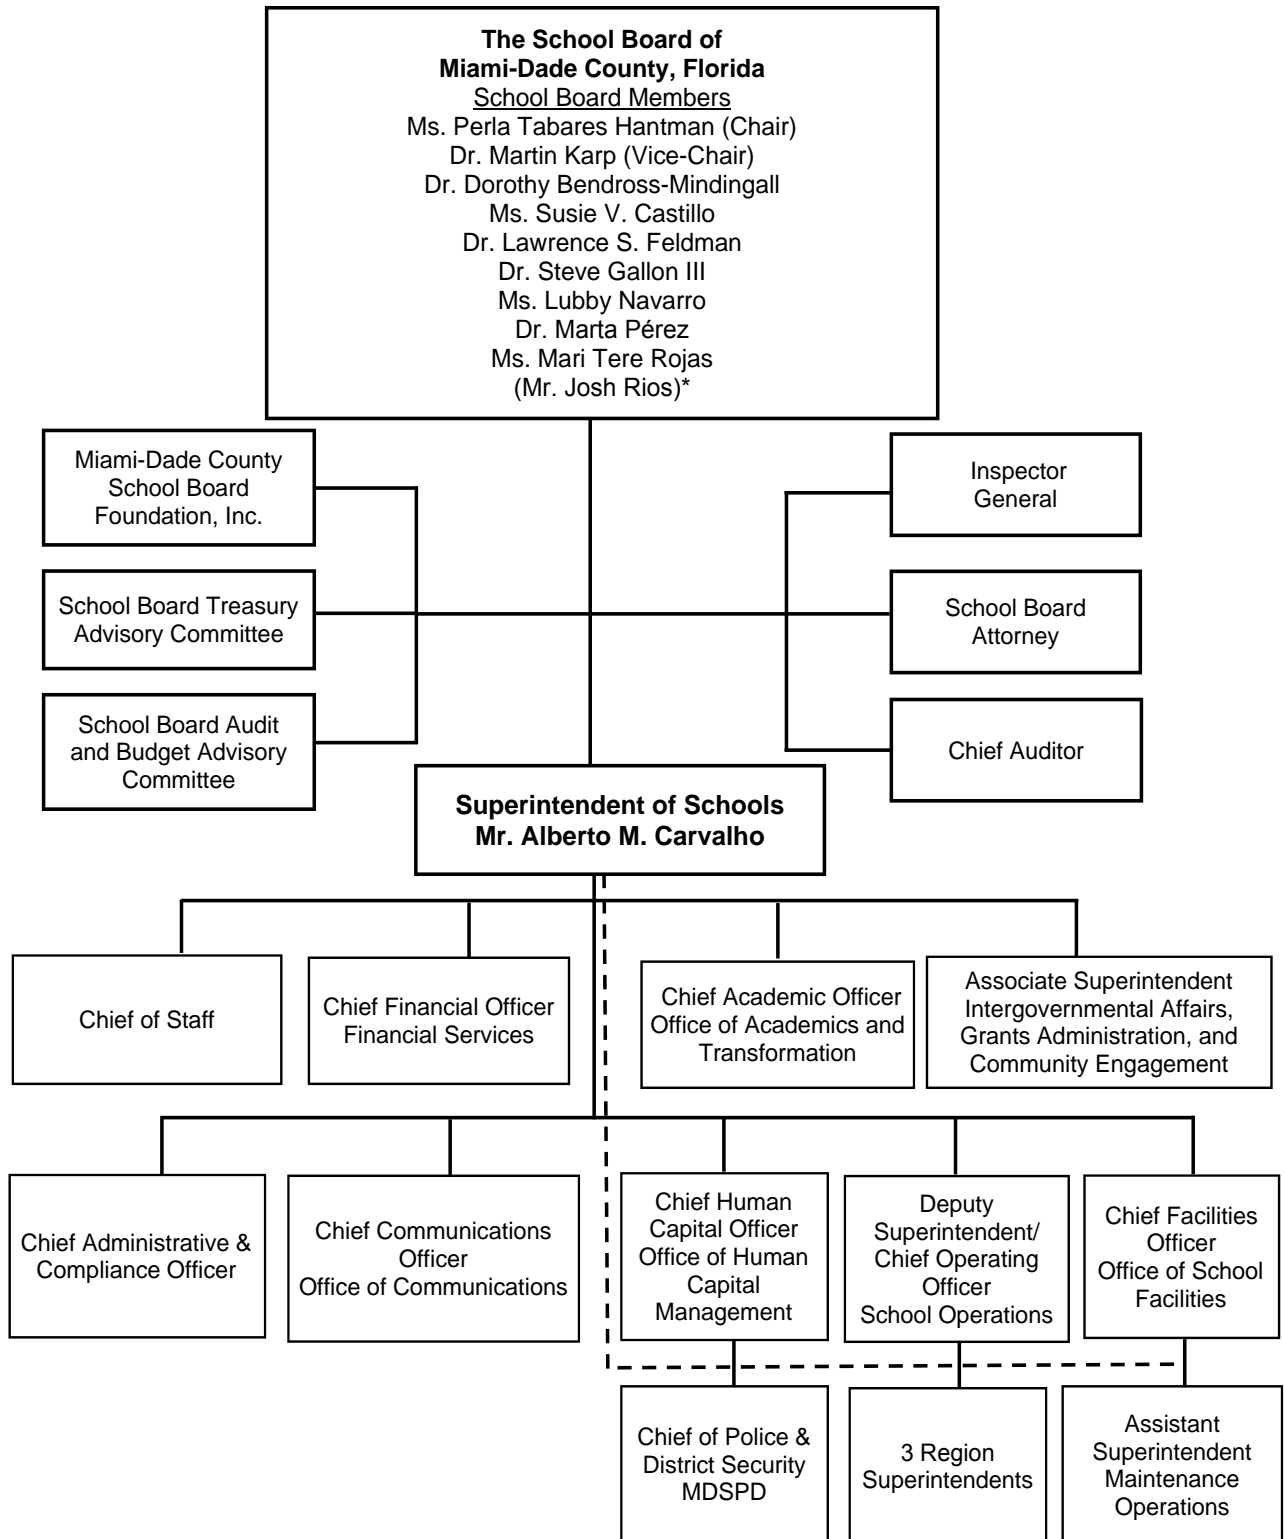 The School Board of
Miami-Dade County, Florida
School Board Members
Ms. Perla Tabares Hantman (Chair)
Dr. Martin Karp (Vice-Chair)
Dr. Dorothy Bendross-Mindingall
Ms. Susie V. Castillo
Dr. Lawrence S. Feldman
Dr. Steve Gallon III
Ms. Lubby Navarro
Dr. Marta Pérez
Ms. Mari Tere Rojas
(Mr. Josh Rios)*
Miami-Dade County
School Board
Foundation, Inc.
Inspector
General
School Board Treasury
Advisory Committee
School Board
Attorney
School Board Audit
and Budget Advisory
Committee
Chief Auditor
Superintendent of Schools
Mr. Alberto M. Carvalho
Chief of Staff
Chief Financial Officer
Financial Services
Chief Academic Officer
Office of Academics and
Transformation
Associate Superintendent
Intergovernmental Affairs,
Grants Administration, and
Community Engagement
Chief Administrative &
Compliance Officer
Chief Communications
Officer
Office of Communications
Chief Human
Capital Officer
Office of Human
Capital
Management
Deputy
Superintendent/
Chief Operating
Officer
School Operations
Chief Facilities
Officer
Office of School
Facilities
Chief of Police &
District Security
MDSPD
3 Region
Superintendents
Assistant
Superintendent
Maintenance
Operations